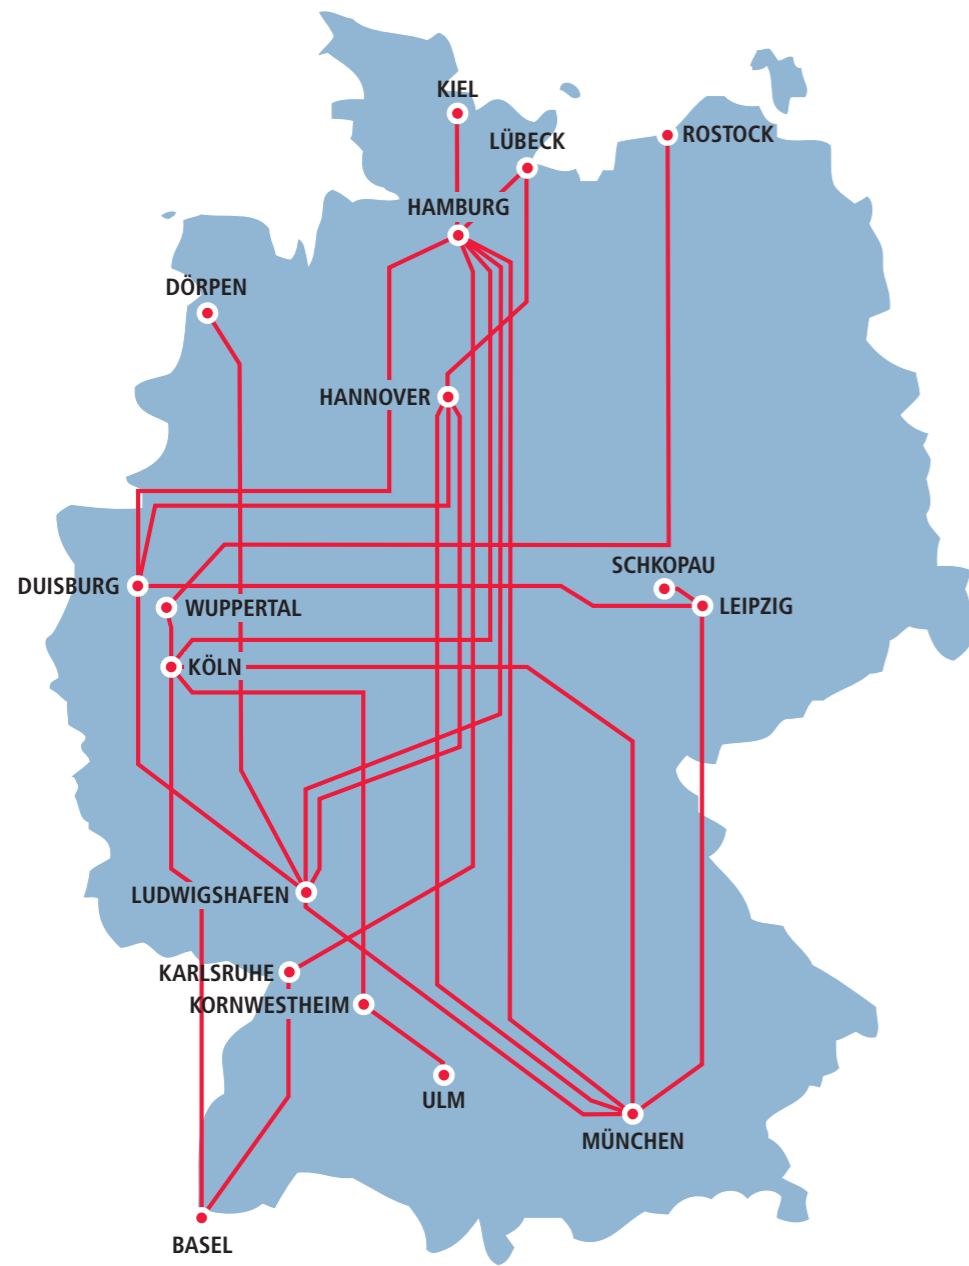 KIEL
ROSTOCK
LÜBECK
HAMBURG
DÖRPEN
HANNOVER
SCHKOPAU
DUISBURG
WUPPERTAL
LEIPZIG
KÖLN
LUDWIGSHAFEN
KARLSRUHE
KORNWESTHEIM
ULM
MÜNCHEN
BASEL